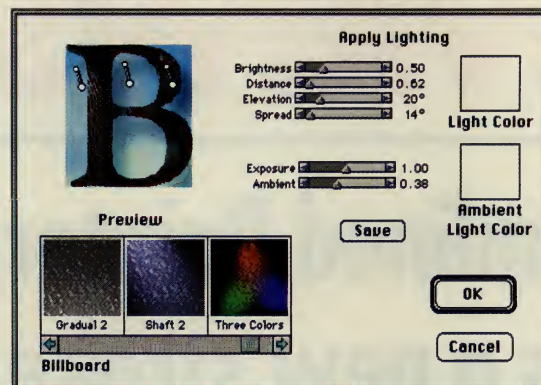 B
Apply Lighting
Brightness 0.50
Distance 0.62
Elevation 20°
Spread 14°
Light Color
Exposure 1.00
Ambient 0.38
Ambient
Light Color
Preview
Save
Gradual 2 Shaft 2 Three Colors
Billboard
OK
Cancel